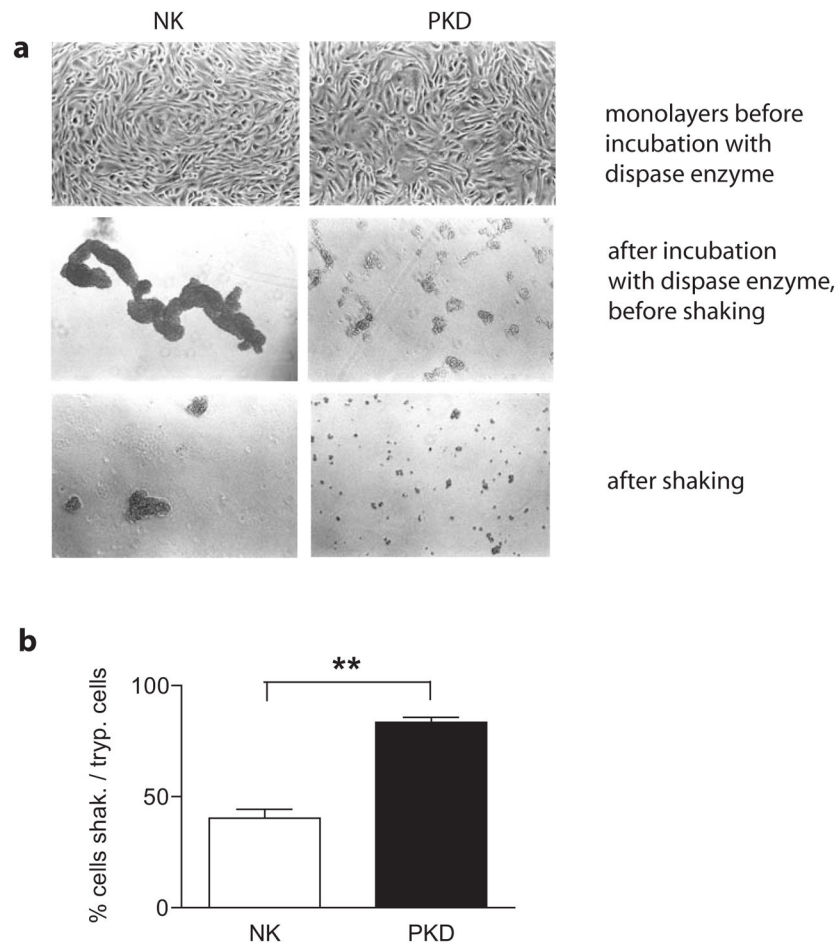 NK
PKD
a
monolayers before
incubation with
dispase enzyme
after incubation
with dispase enzyme,
before shaking
after shaking
b
**
% cells shak. / tryp. cells
100
50
0
NK
PKD